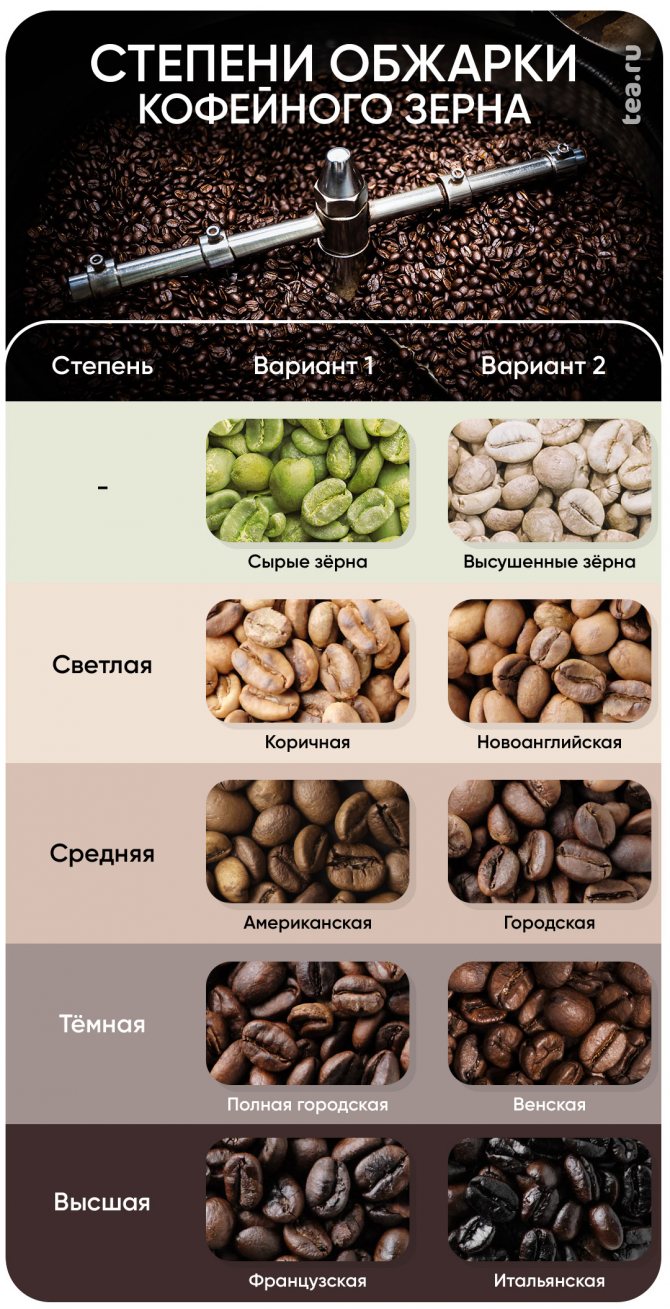 СТЕПЕНИ ОБЖАРКИ
КОФЕЙНОГО ЗЕРНА
tea.ru
Степень Вариант 1 Вариант 2
-
Сырые зёрна Высушенные зёрна
Светлая
Коричная Новоанглийская
Средняя
Американская Городская
Тёмная
Полная городская Венская
Высшая
Французская Итальянская